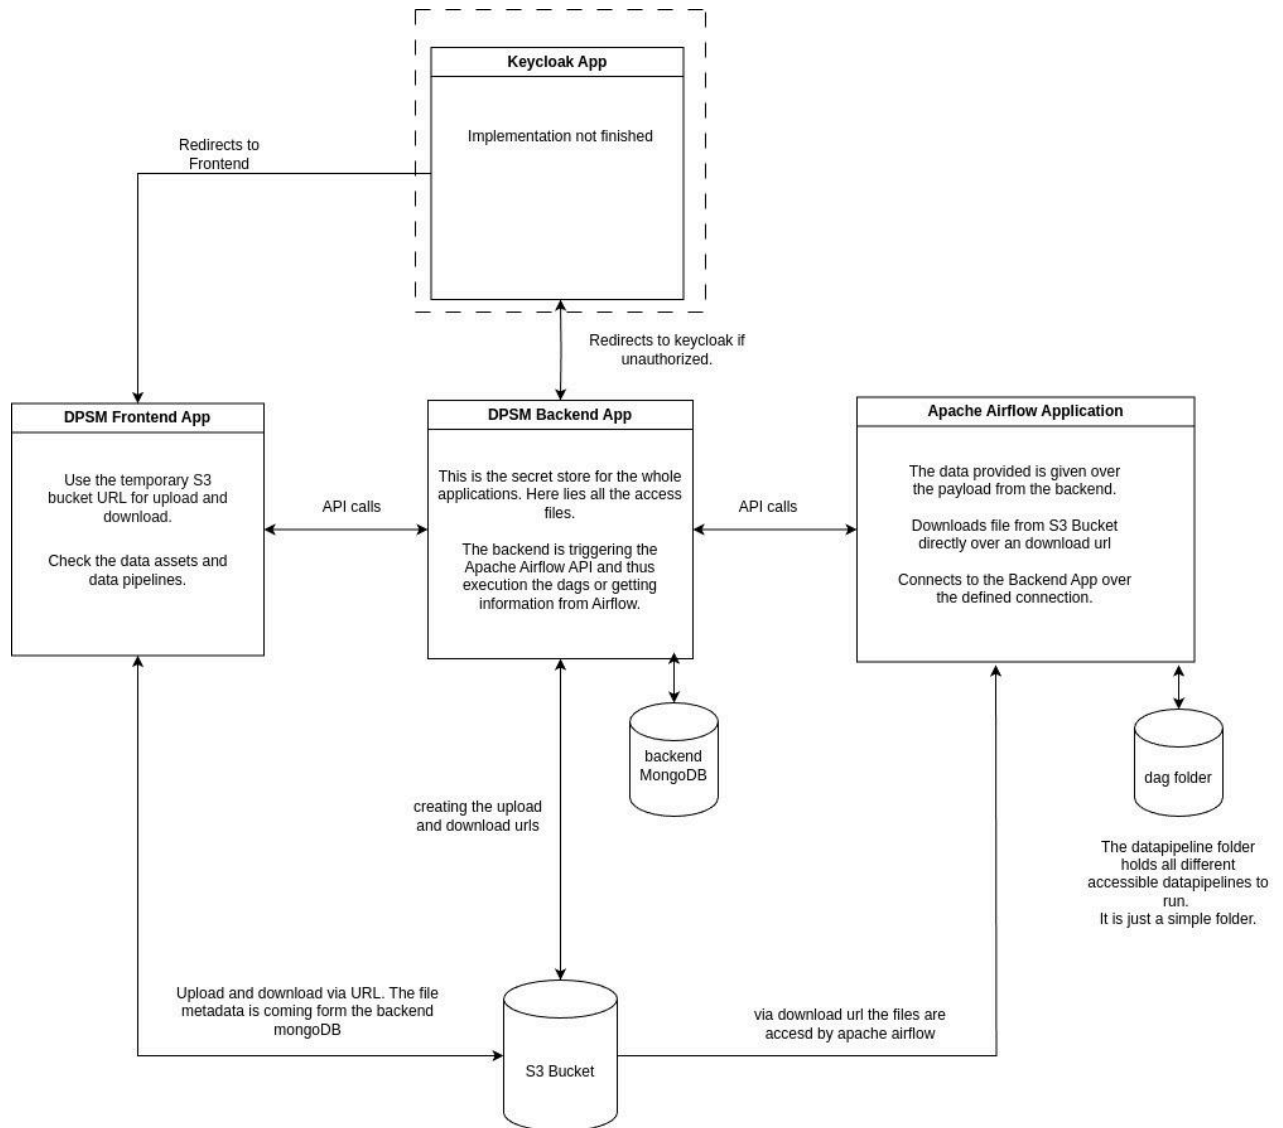 Keycloak App
Implementation not finished
Redirects to
Frontend
Redirects to keycloak if
unauthorized.
DPSM Frontend App
Use the temporary S3
bucket URL for upload and
download.
Check the data assets and
data pipelines.
API calls
DPSM Backend App
This is the secret store for the whole
applications. Here lies all the access
files.
The backend is triggering the
Apache Airflow API and thus
execution the dags or getting
information from Airflow.
API calls
Apache Airflow Application
The data provided is given over
the payload from the backend.
Downloads file from S3 Bucket
directly over an download url
Connects to the Backend App over
the defined connection.
backend
MongoDB
dag folder
creating the upload
and download urls
The datapipeline folder
holds all different
accessible datapipelines to
run.
It is just a simple folder.
Upload and download via URL. The file
metadata is coming form the backend
mongoDB
via download url the files are
accesd by apache airflow
S3 Bucket